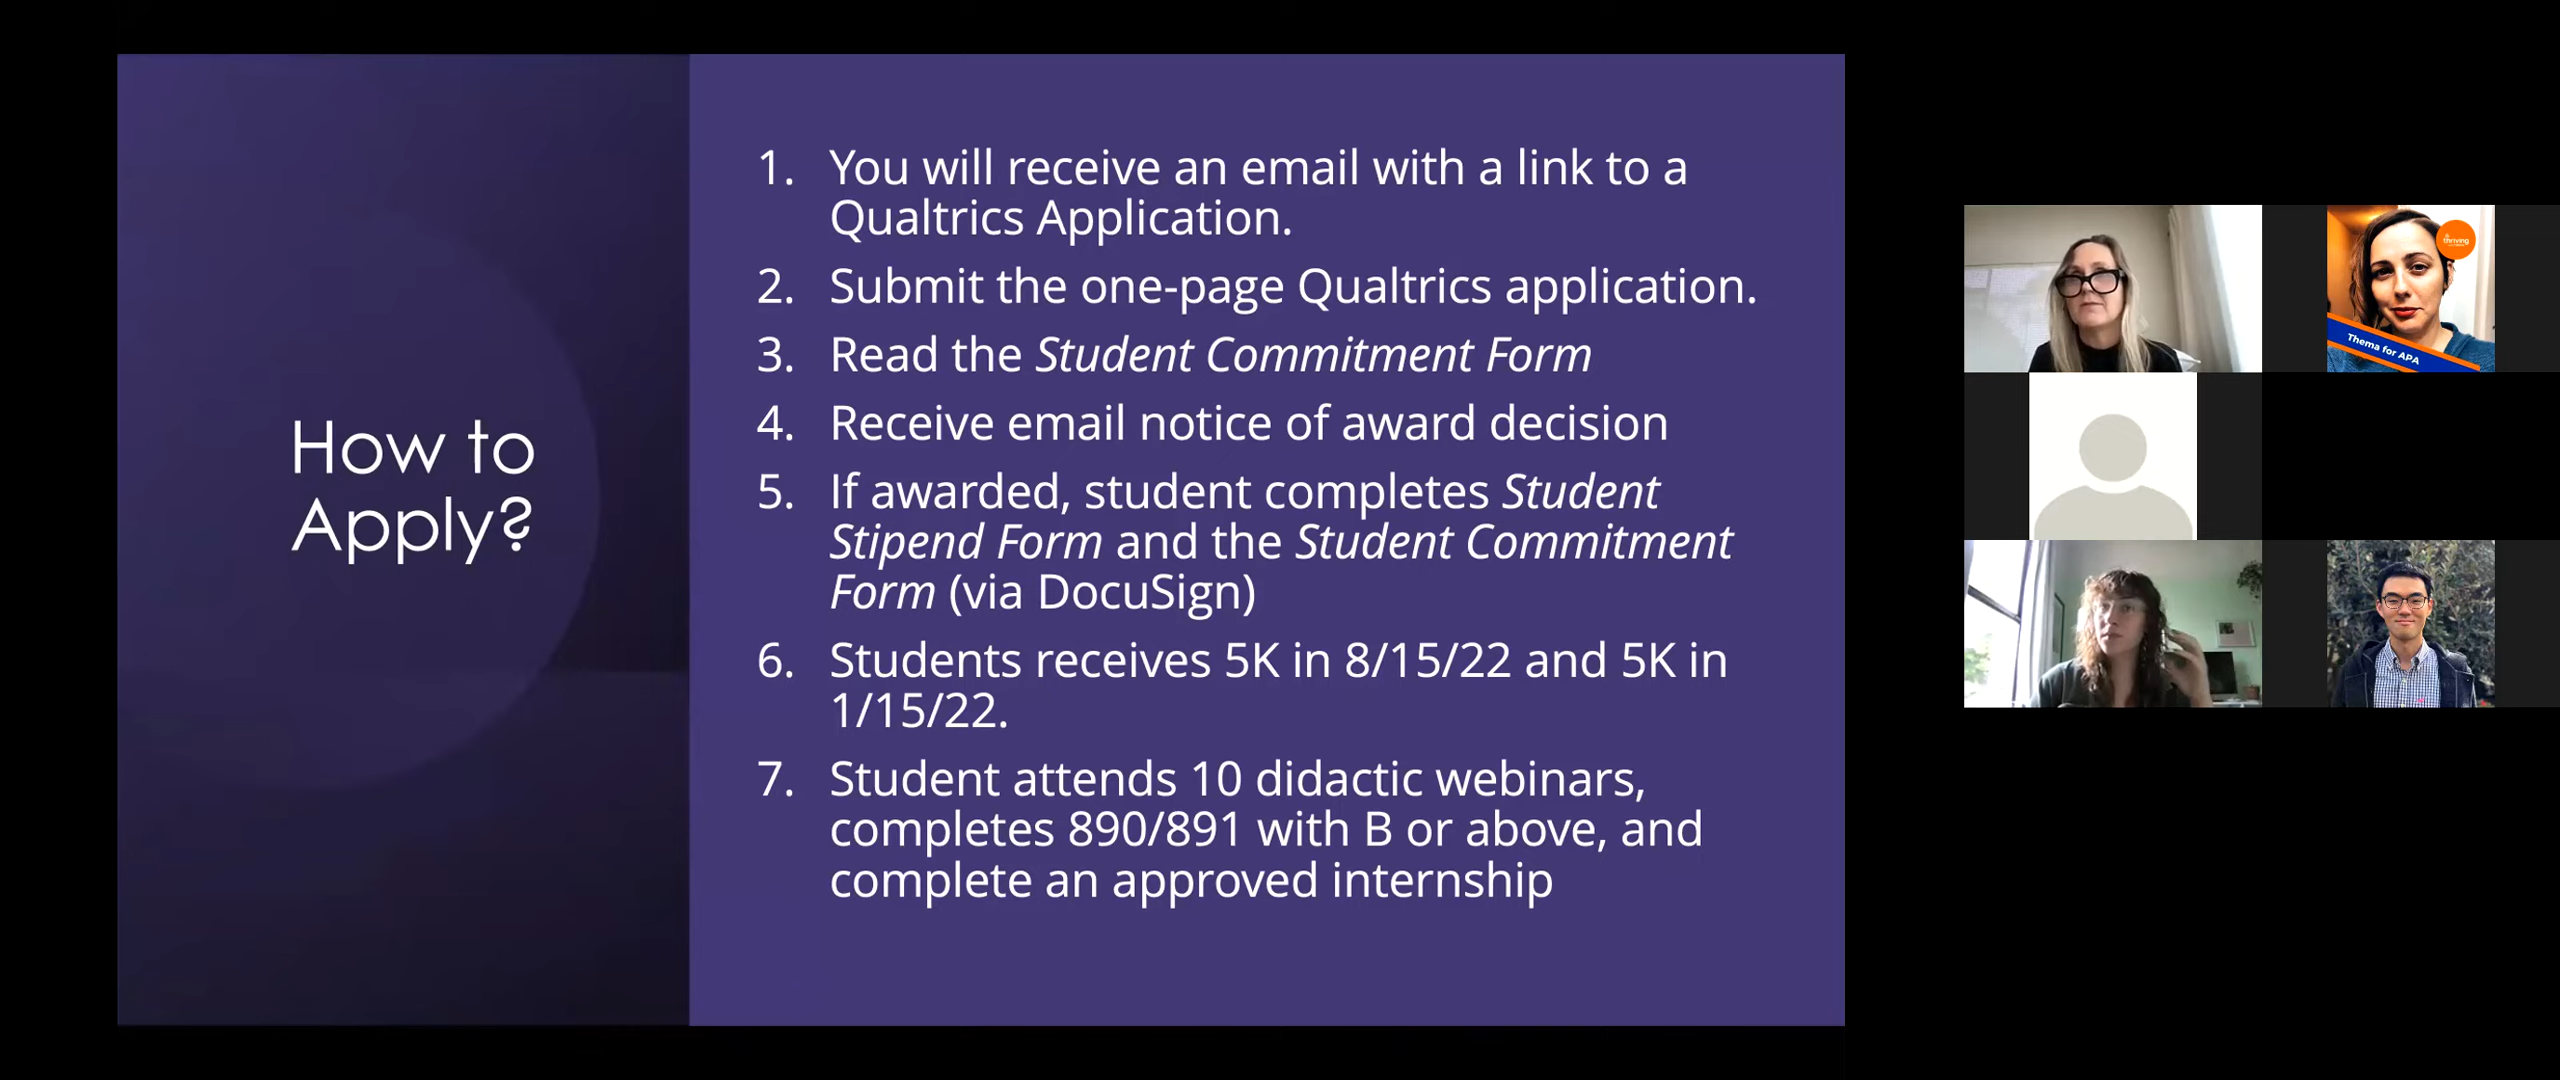 How to
Apply?
1. You will receive an email with a link to a
Qualtrics Application.
2. Submit the one-page Qualtrics application.
3. Read the Student Commitment Form
4. Receive email notice of award decision
5. If awarded, student completes Student
Stipend Form and the Student Commitment
Form (via DocuSign)
6. Students receives 5K in 8/15/22 and 5K in
1/15/22.
7. Student attends 10 didactic webinars,
completes 890/891 with B or above, and
complete an approved internship
thriving
Thema for APA